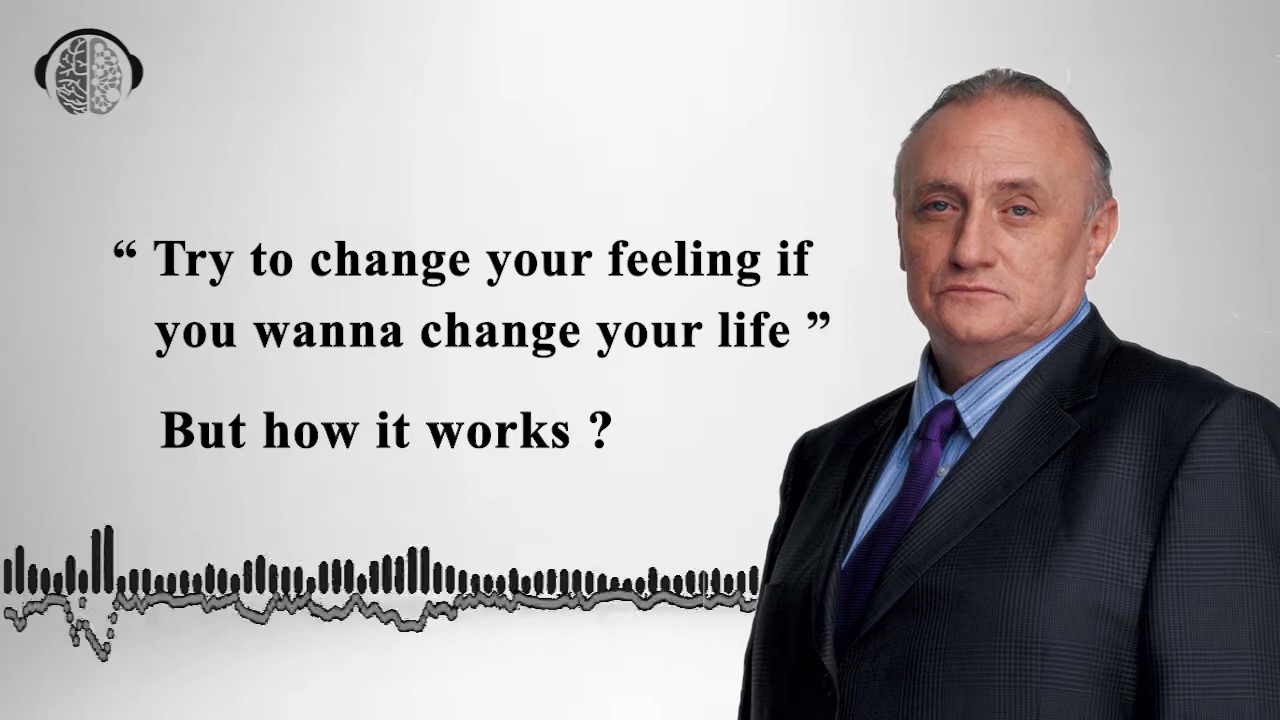 “ Try to change your feeling if
you wanna change your life ”
But how it works ?